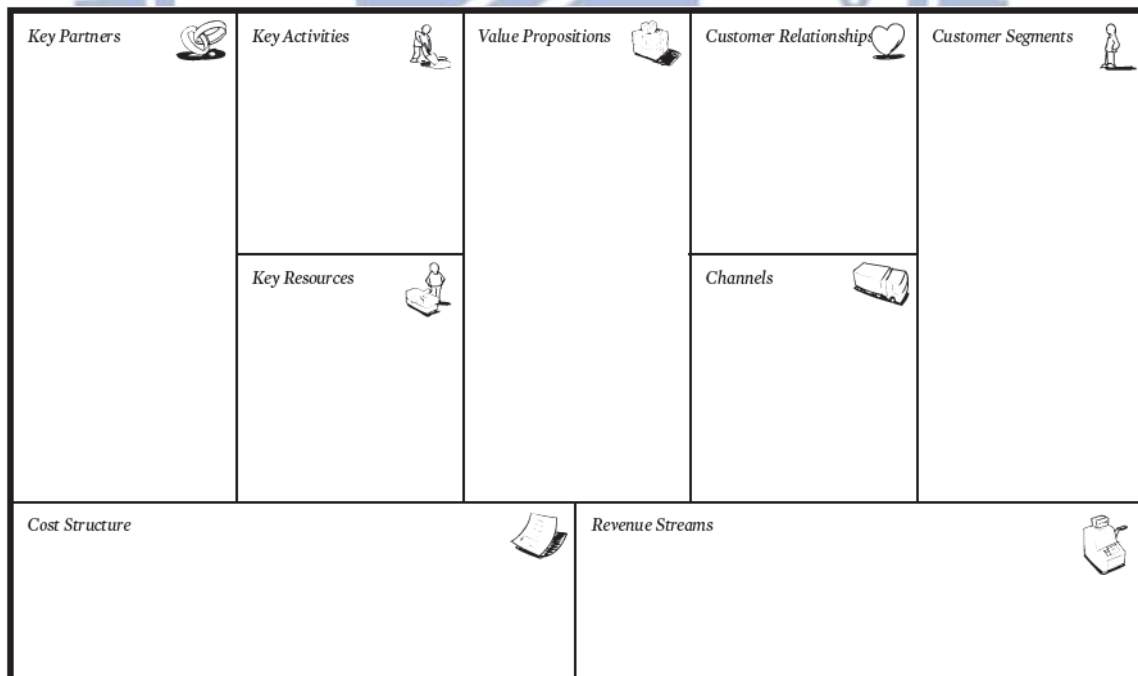 Key Partners
Key Activities
Value Propositions
Customer Relationships
Customer Segments
Key Resources
Channels
Cost Structure
Revenue Streams